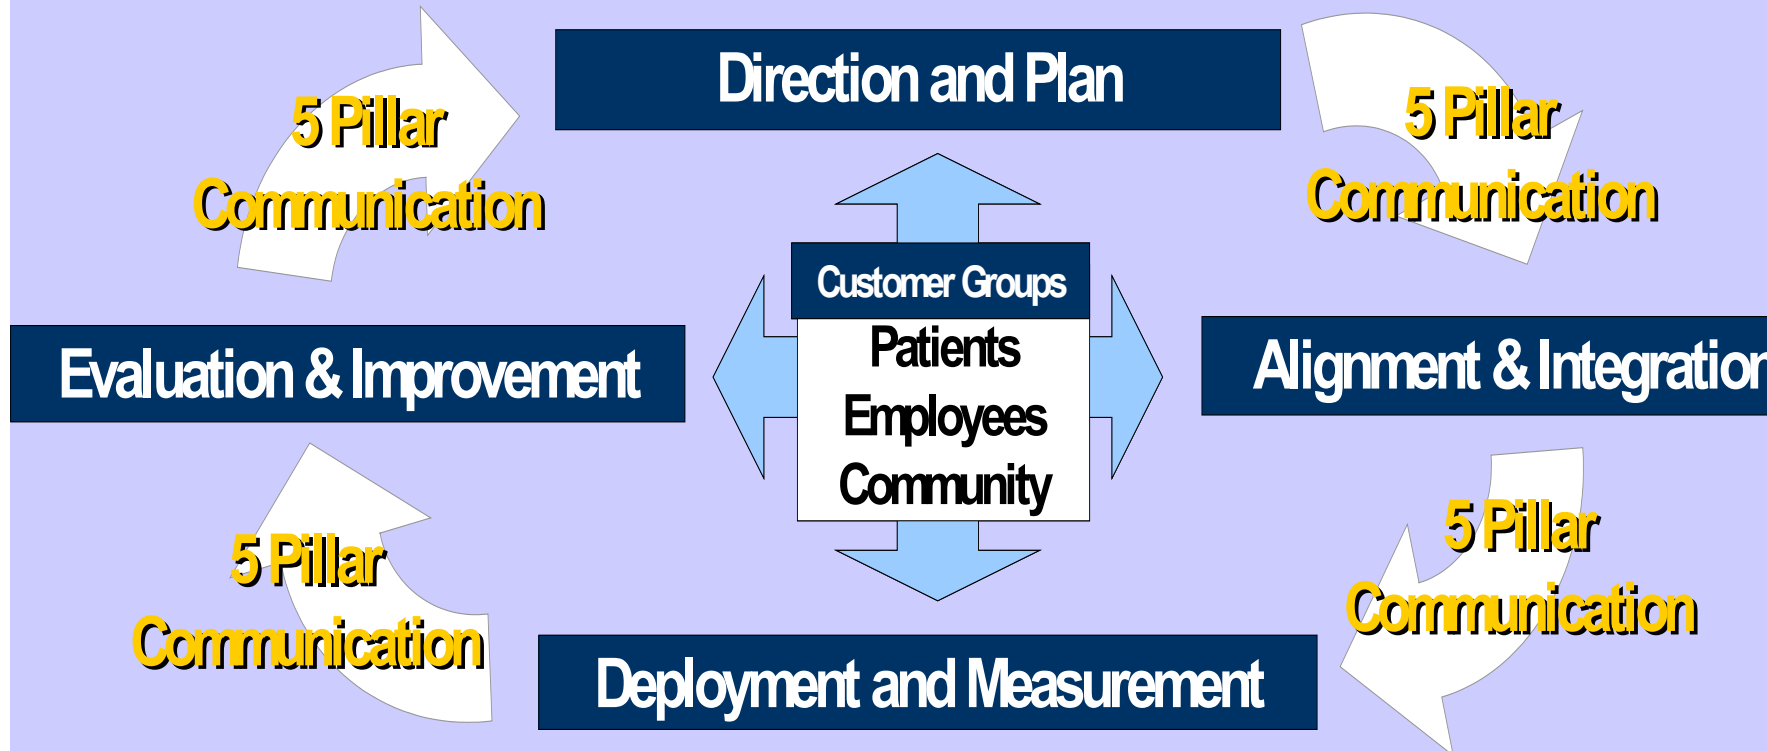 Direction and Plan
5 Pillar
Communication
5 Pillar
Communication
Customer Groups
Patients
Employees
Community
Evaluation & Improvement
Alignment & Integration
5 Pillar
Communication
5 Pillar
Communication
Deployment and Measurement